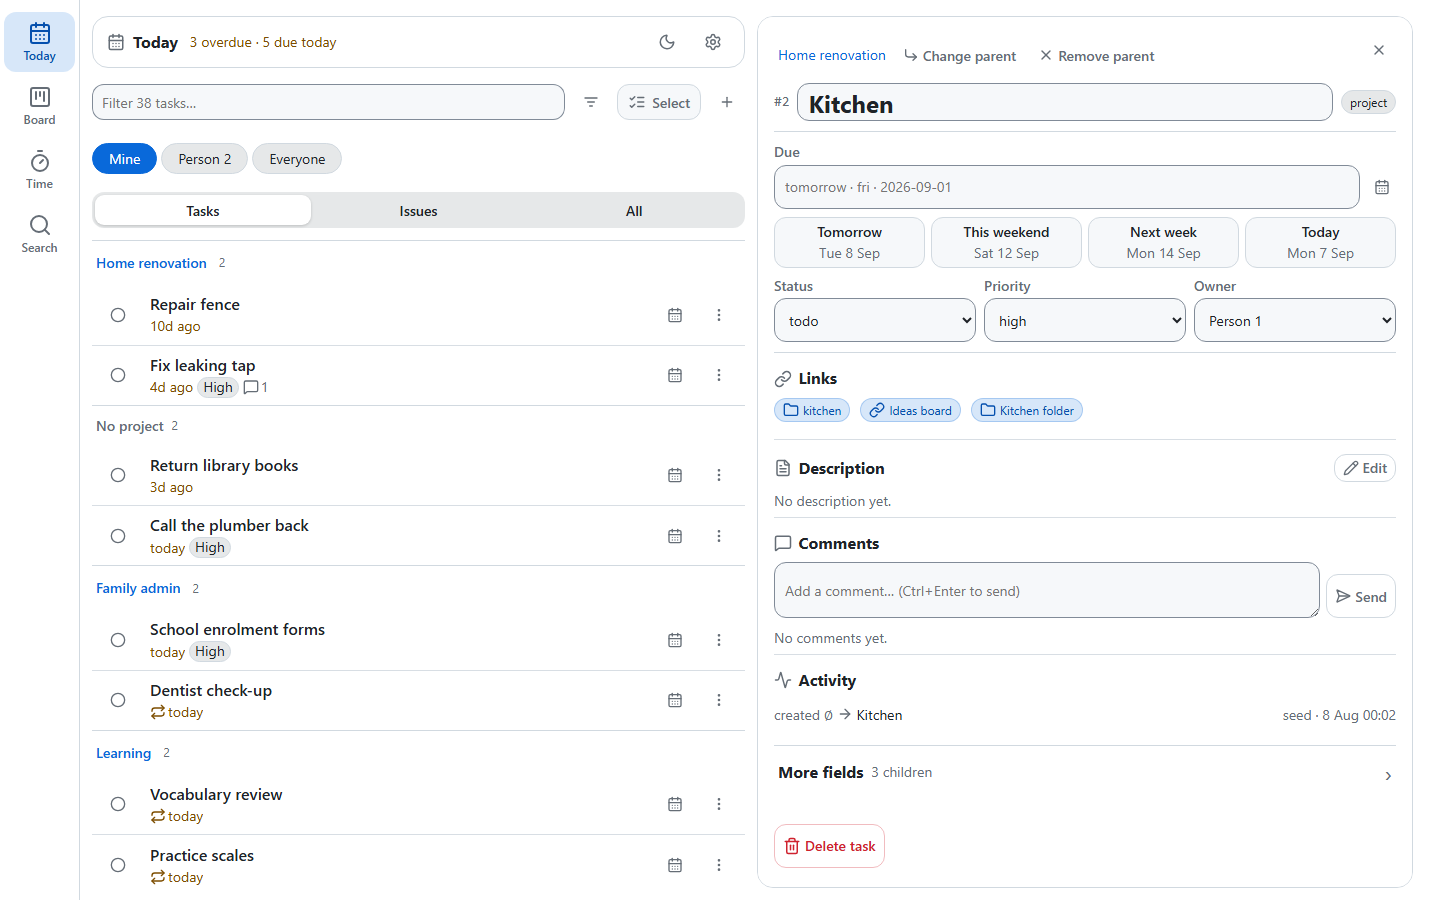 Today
Board
Time
Search
Today 3 overdue · 5 due today
Filter 38 tasks...
Select
Mine
Person 2
Everyone
Tasks
Issues
All
Home renovation 2
Repair fence
10d ago
Fix leaking tap
4d ago High 1
No project 2
Return library books
3d ago
Call the plumber back
today High
Family admin 2
School enrolment forms
today High
Dentist check-up
today
Learning 2
Vocabulary review
today
Practice scales
today
Home renovation Change parent Remove parent
#2 Kitchen project
Due
tomorrow · fri · 2026-09-01
Tomorrow
Tue 8 Sep
This weekend
Sat 12 Sep
Next week
Mon 14 Sep
Today
Mon 7 Sep
Status
todo
Priority
high
Owner
Person 1
Links
kitchen Ideas board Kitchen folder
Description Edit
No description yet.
Comments
Add a comment... (Ctrl+Enter to send)
Send
No comments yet.
Activity
created ∅ → Kitchen seed · 8 Aug 00:02
More fields 3 children
Delete task